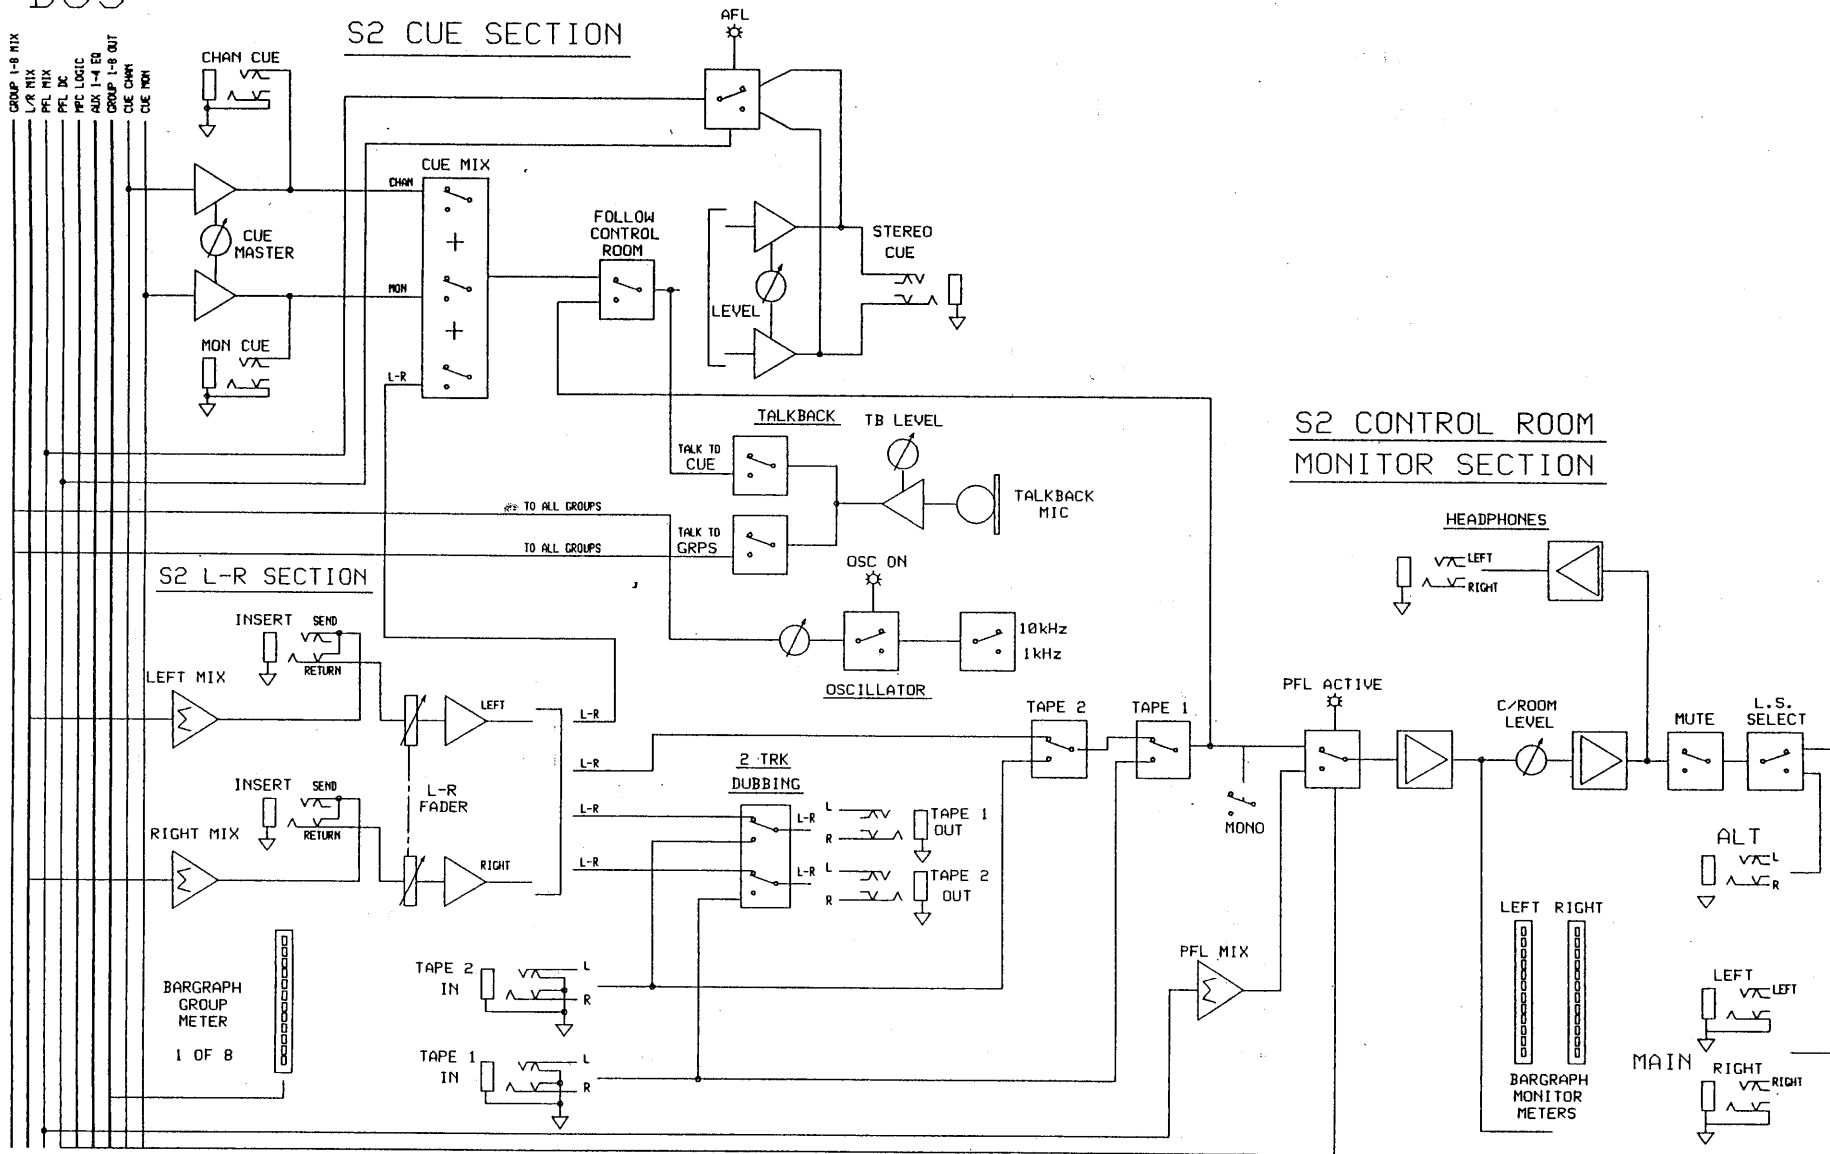 BUS
S2 CUE SECTION
AFL
GROUP 1-8 MIX
L/R MIX
PFL MIX
PFL DC
MPC LOGIC
AUX 1-4 EQ
GROUP 1-8 OUT
CUE CHAN
CUE MON
CHAN CUE
CUE MIX
CHAN
CUE
MASTER
MON
MON CUE
L-R
FOLLOW
CONTROL
ROOM
STEREO
CUE
LEVEL
TALKBACK
TB LEVEL
TALK TO
CUE
TALKBACK
MIC
TO ALL GROUPS
TALK TO
GRPS
TO ALL GROUPS
OSC ON
10kHz
1kHz
OSCILLATOR
S2 CONTROL ROOM
MONITOR SECTION
HEADPHONES
LEFT
RIGHT
S2 L-R SECTION
INSERT
SEND
RETURN
LEFT MIX
LEFT
L-R
L-R
FADER
INSERT
SEND
RETURN
RIGHT MIX
RIGHT
L-R
L-R
L-R
2 TRK
DUBBING
L-R
L-R
L
R
TAPE 1
OUT
L
R
TAPE 2
OUT
TAPE 2
TAPE 1
MONO
PFL ACTIVE
C/ROOM
LEVEL
MUTE
L.S.
SELECT
ALT
L
R
BARGRAPH
GROUP
METER
1 OF 8
TAPE 2
IN
L
R
TAPE 1
IN
L
R
PFL MIX
LEFT RIGHT
BARGRAPH
MONITOR
METERS
MAIN
LEFT
LEFT
RIGHT
RIGHT